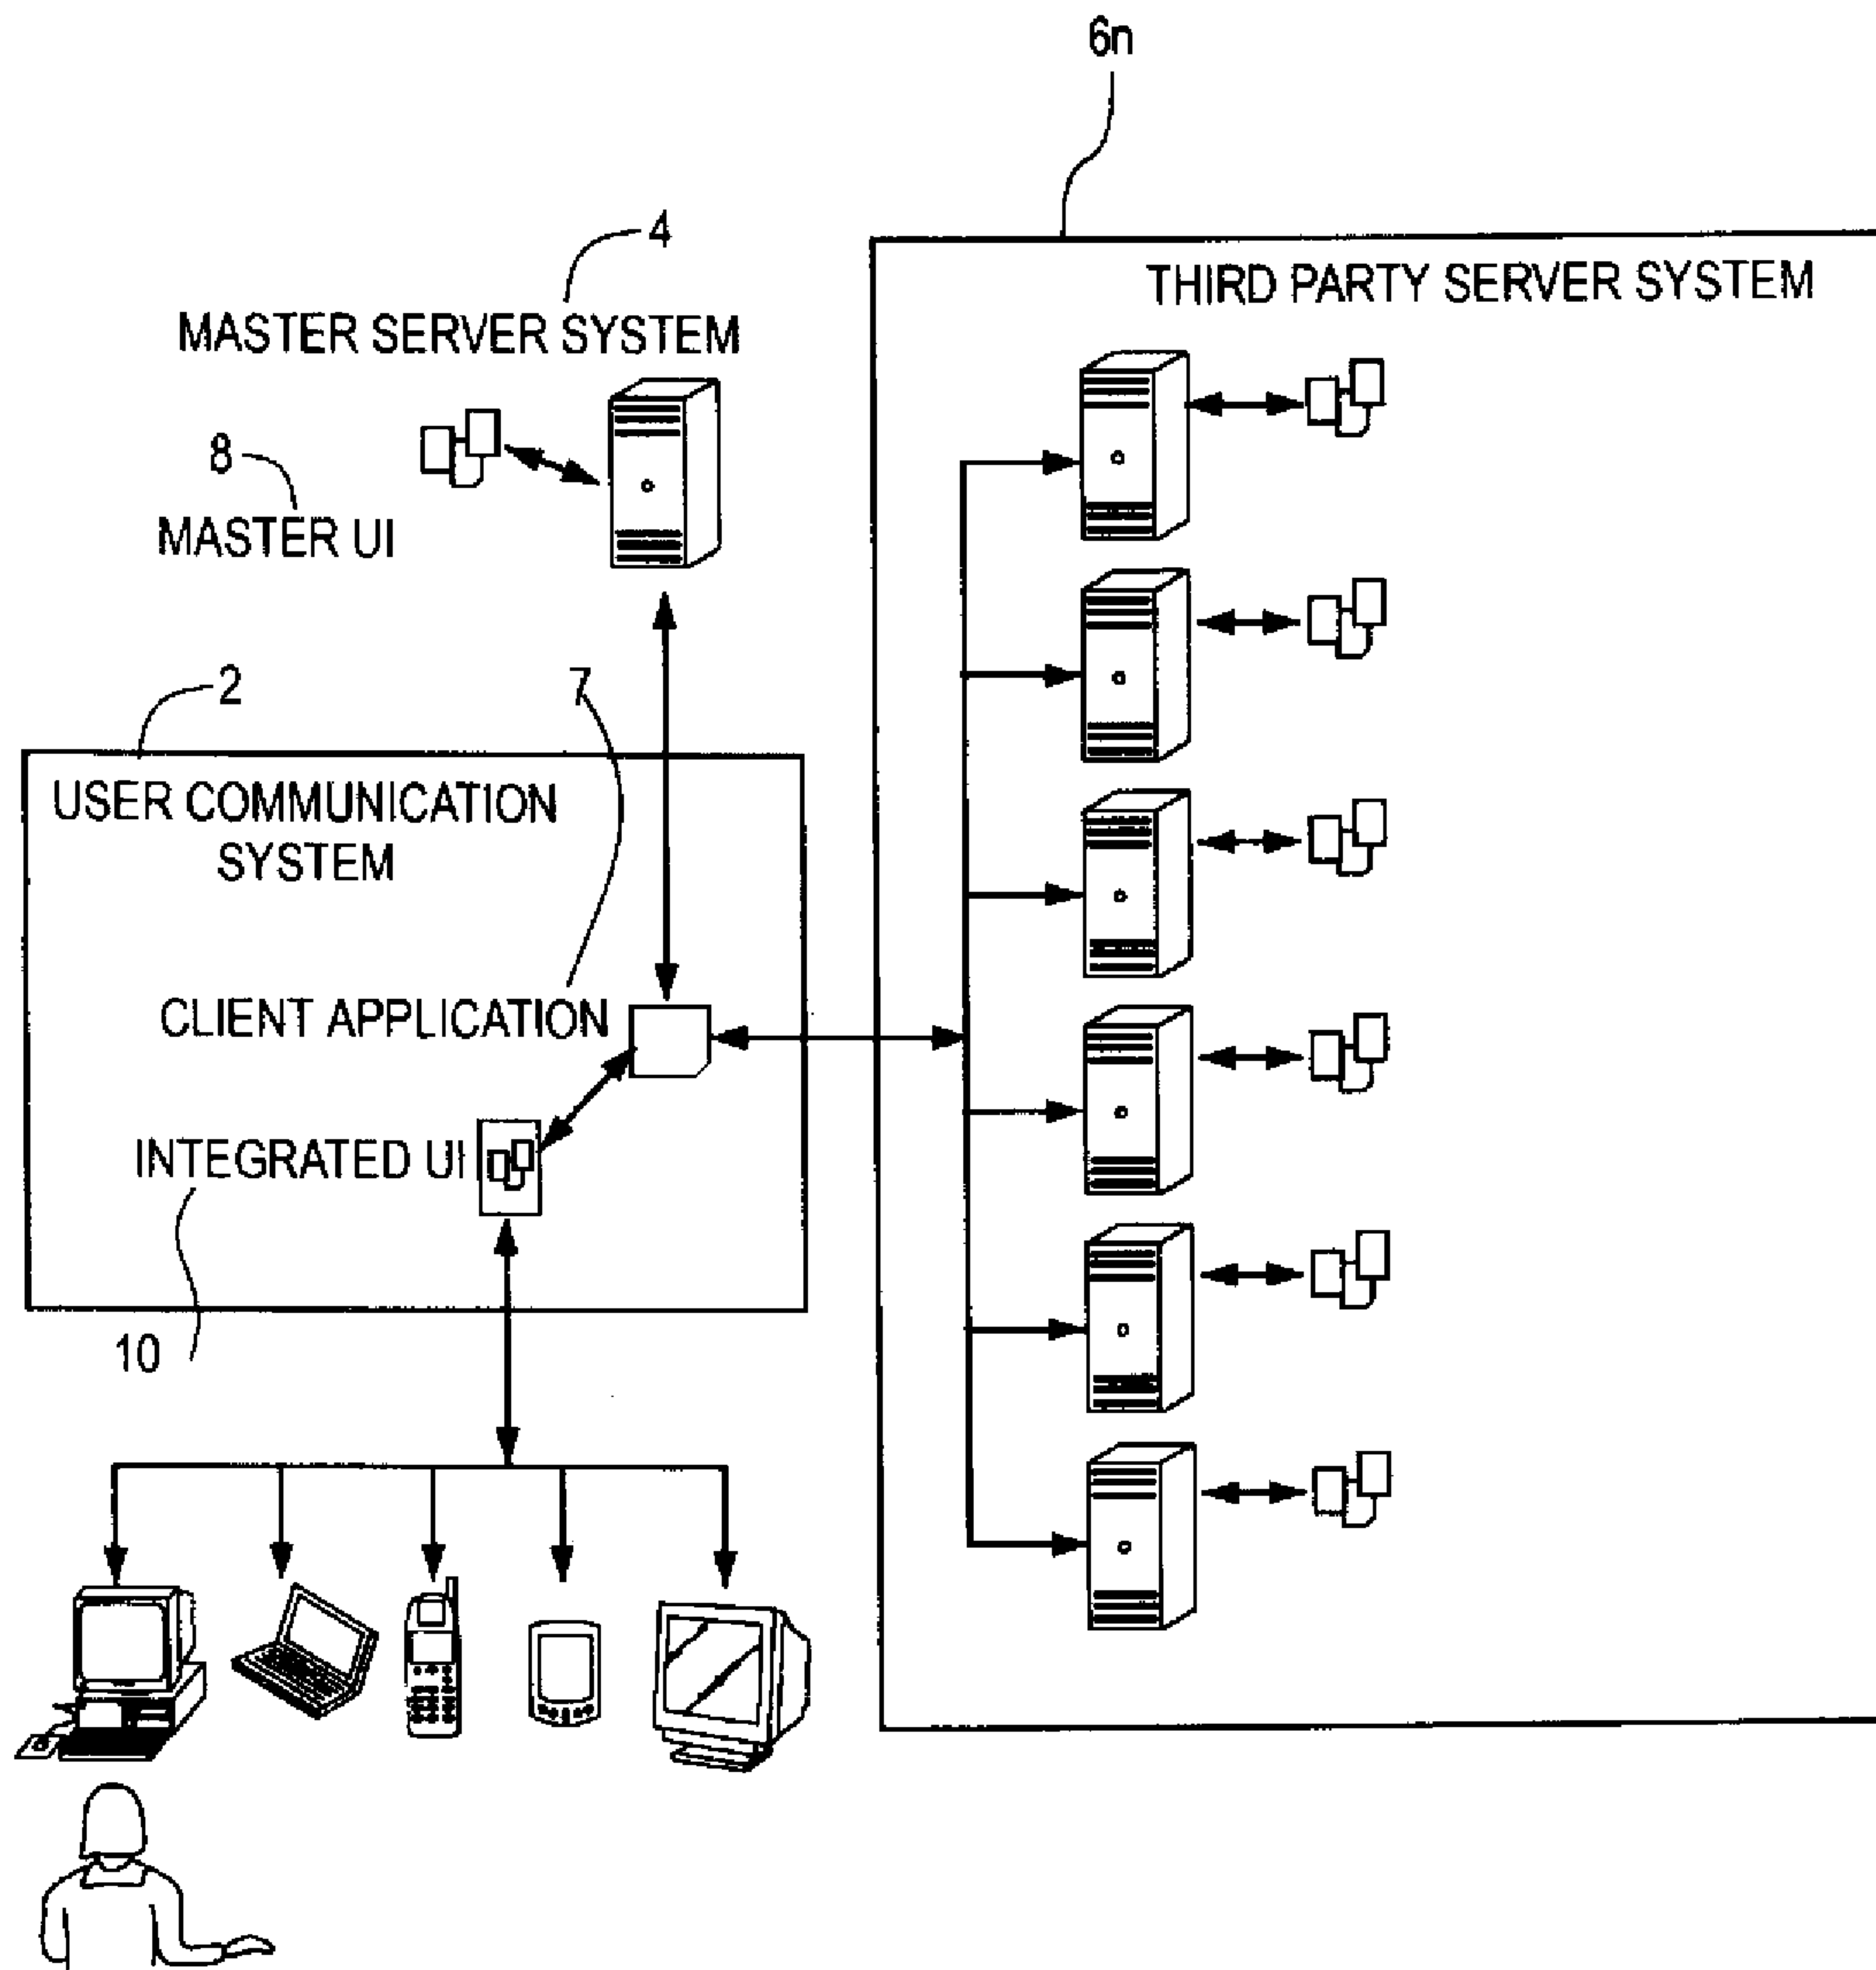 6n
4
THIRD PARTY SERVER SYSTEM
MASTER SERVER SYSTEM
8
MASTER UI
2
7
USER COMMUNICATION
SYSTEM
CLIENT APPLICATION
INTEGRATED UI
10